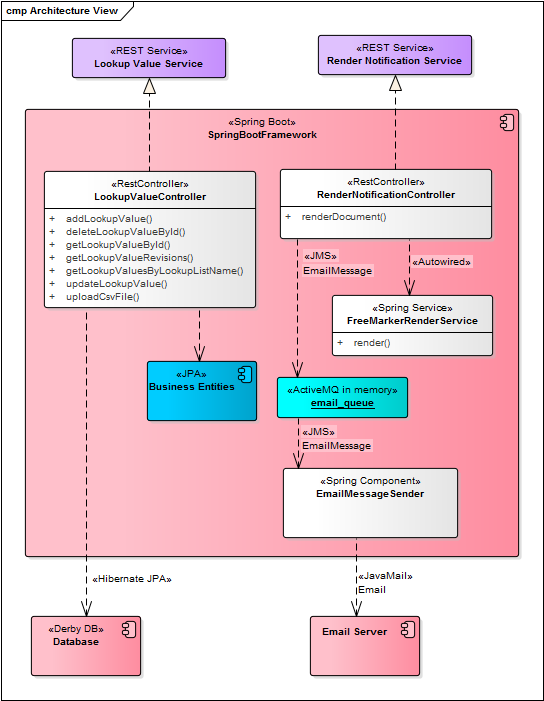 cmp Architecture View
«REST Service»
Lookup Value Service
«REST Service»
Render Notification Service
«Spring Boot»
SpringBootFramework
«RestController»
LookupValueController
+ addLookupValue()
+ deleteLookupValueById()
+ getLookupValueById()
+ getLookupValueRevisions()
+ getLookupValuesByLookupListName()
+ updateLookupValue()
+ uploadCsvFile()
«RestController»
RenderNotificationController
+ renderDocument()
«JMS»
EmailMessage
«Autowired»
«Spring Service»
FreeMarkerRenderService
+ render()
«JPA»
Business Entities
«ActiveMQ in memory»
email_queue
«JMS»
EmailMessage
«Spring Component»
EmailMessageSender
«Hibernate JPA»
«JavaMail»
Email
«Derby DB»
Database
Email Server